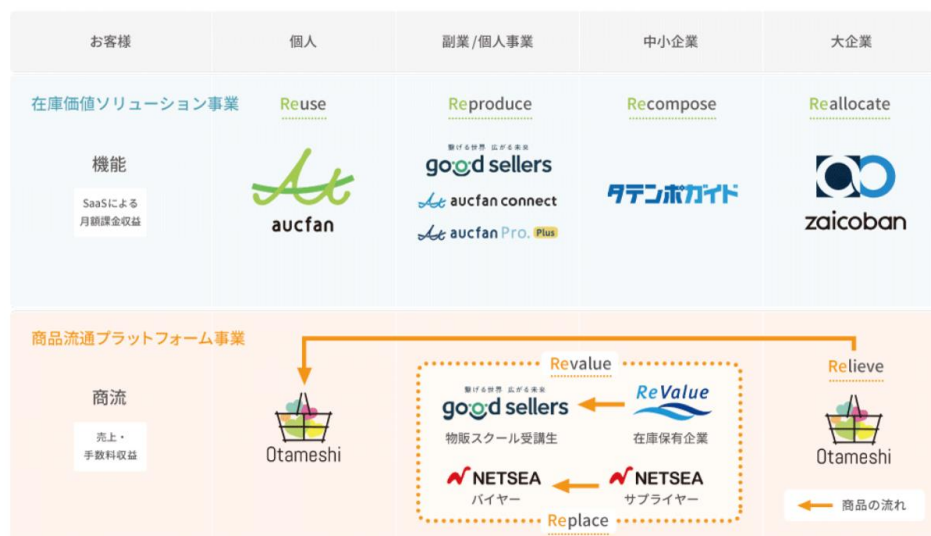 お客様
個人
副業/個人事業
中小企業
大企業
在庫価値ソリューション事業
Reuse
Reproduce
Recompose
Reallocate
機能
SaaSによる
月額課金収益
aucfan
繋げる世界 広がる未来
good sellers
aucfan connect
aucfan Pro. Plus
タテンポガイド
zaicoban
商品流通プラットフォーム事業
Revalue
Relieve
商流
売上・
手数料収益
Otameshi
繋げる世界 広がる未来
good sellers
物販スクール受講生
ReValue
在庫保有企業
NETSEA
バイヤー
NETSEA
サプライヤー
Replace
Otameshi
商品の流れ